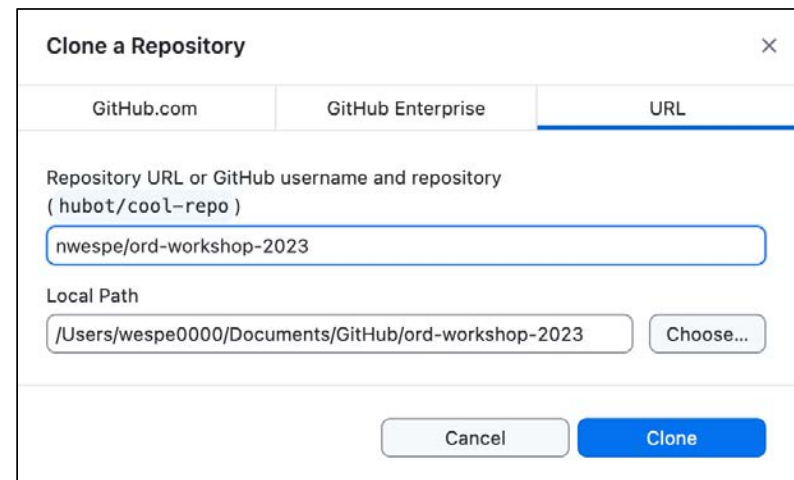 Clone a Repository
GitHub.com GitHub Enterprise URL
Repository URL or GitHub username and repository
( hubot/cool-repo )
nwespe/ord-workshop-2023
Local Path
/Users/wespe0000/Documents/GitHub/ord-workshop-2023 Choose...
Cancel Clone